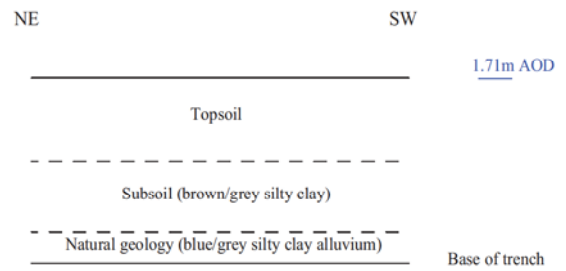 NE
SW
1.71m AOD
Topsoil
Subsoil (brown/grey silty clay)
Natural geology (blue/grey silty clay alluvium)
Base of trench